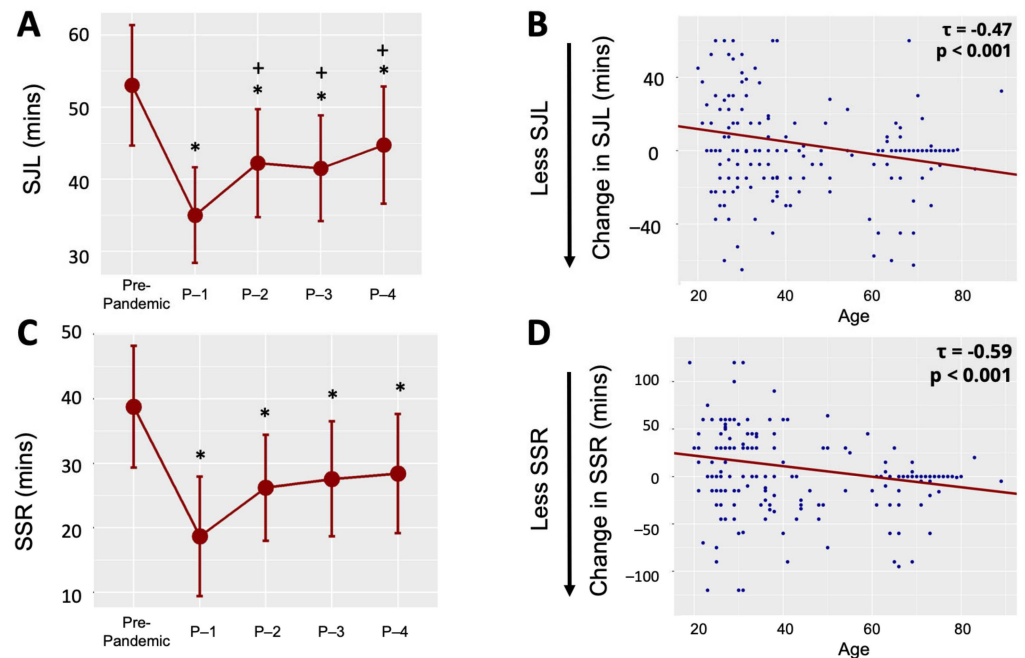 A
SJL (mins)
60
50
40
30
+
+
+
*
*
*
*
Pre-
Pandemic
P–1
P–2
P–3
P–4
B
Less SJL
Change in SJL (mins)
τ = -0.47
p < 0.001
40
0
−40
20
40
60
80
Age
C
SSR (mins)
50
40
30
20
10
*
*
*
*
Pre-
Pandemic
P–1
P–2
P–3
P–4
D
Less SSR
Change in SSR (mins)
τ = -0.59
p < 0.001
100
50
0
−50
−100
20
40
60
80
Age